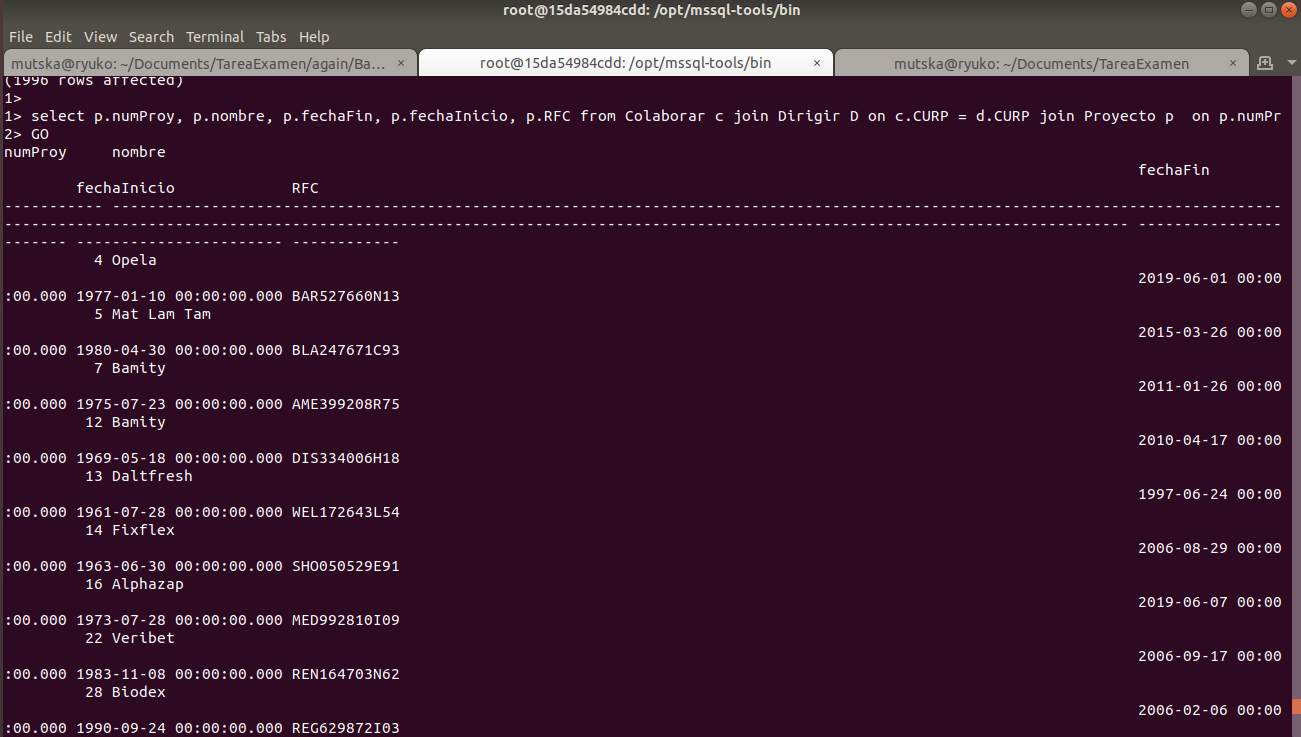 root@15da54984cdd: /opt/mssql-tools/bin
File Edit View Search Terminal Tabs Help
mutska@ryuko: ~/Documents/TareaExamen/again/Ba… × root@15da54984cdd: /opt/mssql-tools/bin × mutska@ryuko: ~/Documents/TareaExamen ×
(1996 rows affected)
1>
1> select p.numProy, p.nombre, p.fechaFin, p.fechaInicio, p.RFC from Colaborar c join Dirigir D on c.CURP = d.CURP join Proyecto p  on p.numPr
2> GO
numProy     nombre
fechaFin
fechaInicio             RFC
----------- ----------------------------------------------------------------------------------------------------------------------------------
----------------------------------------------------------------------------------------------------------------------------- ----------------
------- ----------------------- ------------
4 Opela
2019-06-01 00:00
:00.000 1977-01-10 00:00:00.000 BAR527660N13
5 Mat Lam Tam
2015-03-26 00:00
:00.000 1980-04-30 00:00:00.000 BLA247671C93
7 Bamity
2011-01-26 00:00
:00.000 1975-07-23 00:00:00.000 AME399208R75
12 Bamity
2010-04-17 00:00
:00.000 1969-05-18 00:00:00.000 DIS334006H18
13 Daltfresh
1997-06-24 00:00
:00.000 1961-07-28 00:00:00.000 WEL172643L54
14 Fixflex
2006-08-29 00:00
:00.000 1963-06-30 00:00:00.000 SHO050529E91
16 Alphazap
2019-06-07 00:00
:00.000 1973-07-28 00:00:00.000 MED992810I09
22 Veribet
2006-09-17 00:00
:00.000 1983-11-08 00:00:00.000 REN164703N62
28 Biodex
2006-02-06 00:00
:00.000 1990-09-24 00:00:00.000 REG629872I03